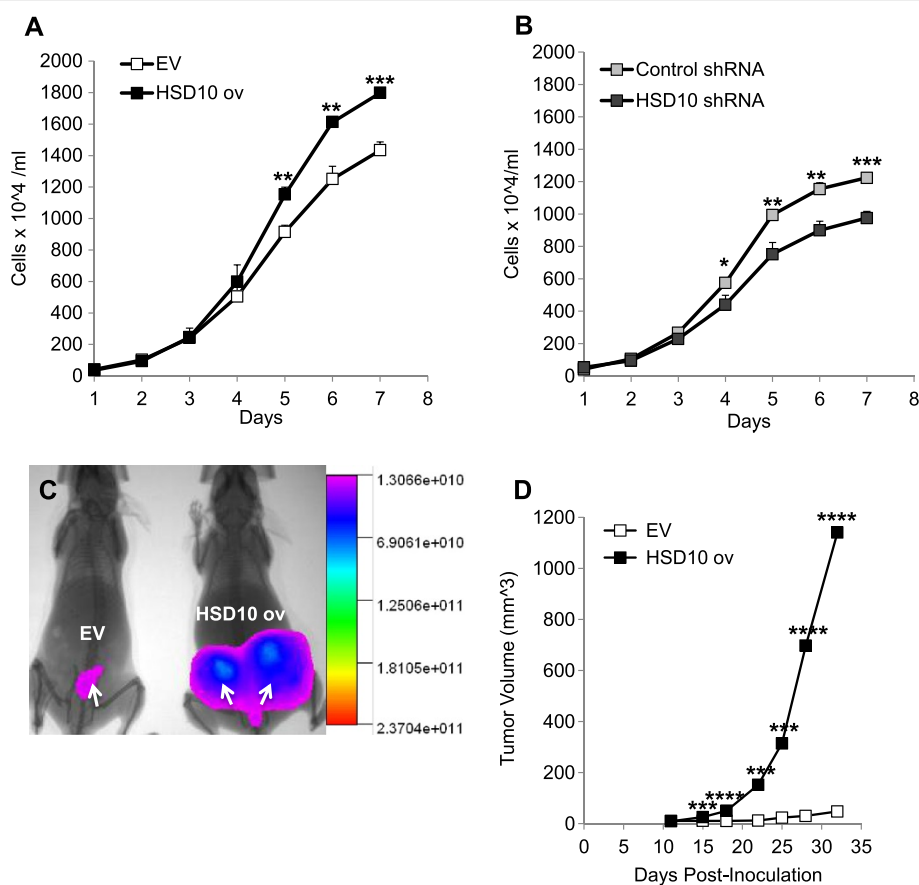 A
EV
HSD10 ov
2000
1800
1600
1400
1200
1000
800
600
400
200
0
Cells x 10^4 /ml
***
**
**
1 2 3 4 5 6 7 8
Days
B
Control shRNA
HSD10 shRNA
2000
1800
1600
1400
1200
1000
800
600
400
200
0
Cells x 10^4/ml
***
**
**
*
1 2 3 4 5 6 7 8
Days
C
EV
HSD10 ov
1.3066e+010
6.9061e+010
1.2506e+011
1.8105e+011
2.3704e+011
D
EV
HSD10 ov
1200
1000
800
600
400
200
0
Tumor Volume (mm^3)
****
****
***
***
****
***
0 5 10 15 20 25 30 35
Days Post-Inoculation